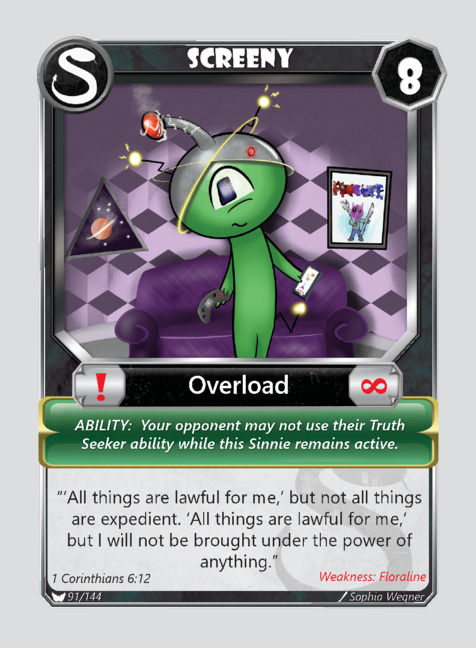 S
SCREENY
8
! Overload ∞
ABILITY: Your opponent may not use their Truth
Seeker ability while this Sinnie remains active.
"'All things are lawful for me,' but not all things
are expedient. 'All things are lawful for me,'
but I will not be brought under the power of
anything."
1 Corinthians 6:12
Weakness: Floraline
91/144
Sophia Wegner